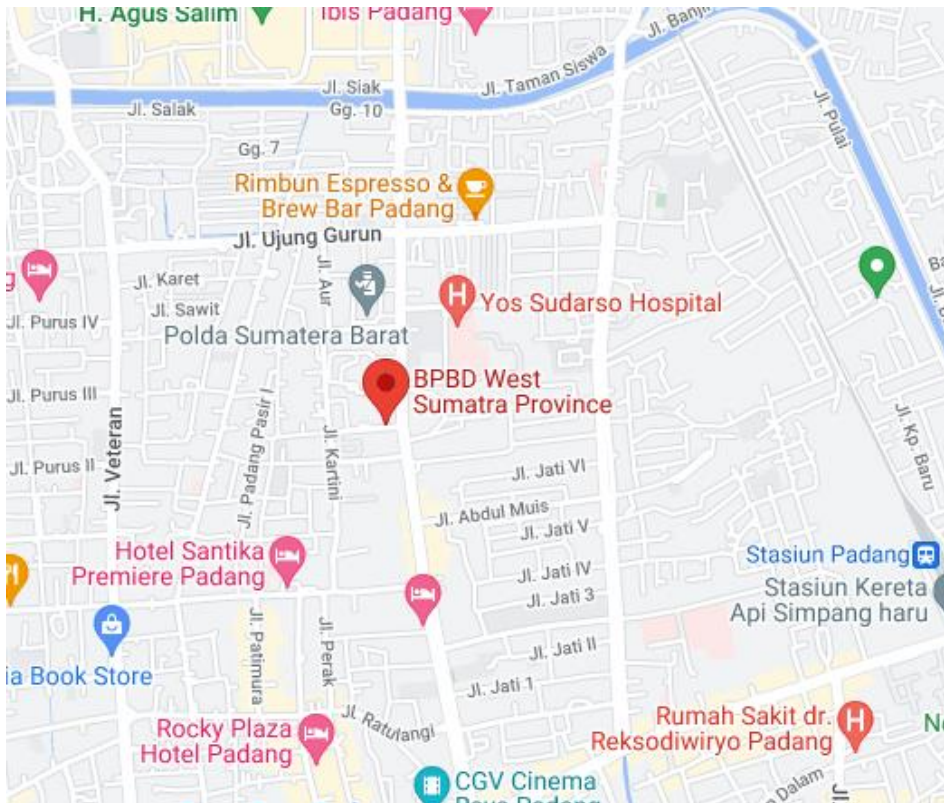 H. Agus Salim
Ibis Padang
Jl. Banjir
Jl. Taman Siswa
Jl. Siak
Gg. 10
Jl. Salak
Jl. Pulai
Gg. 7
Rimbun Espresso &
Brew Bar Padang
Jl. Ujung Gurun
Jl. Aur
Jl. Karet
Jl. Sawit
Jl. Purus IV
Polda Sumatera Barat
Yos Sudarso Hospital
BPBD West
Sumatra Province
Jl. Purus III
Jl. Padang Pasir I
Jl. Veteran
Jl. Kartini
Jl. Kp. Baru
Jl. Purus II
Jl. Jati VI
Jl. Abdul Muis
Jl. Jati V
Hotel Santika
Premiere Padang
Jl. Jati IV
Jl. Jati 3
Stasiun Padang
Stasiun Kereta
Api Simpang haru
Jl. Patimura
Jl. Perak
Jl. Jati II
ia Book Store
Jl. Jati 1
Jl. Ratulangi
Rocky Plaza
Hotel Padang
Rumah Sakit dr.
Reksodiwiryo Padang
CGV Cinema
Dalam